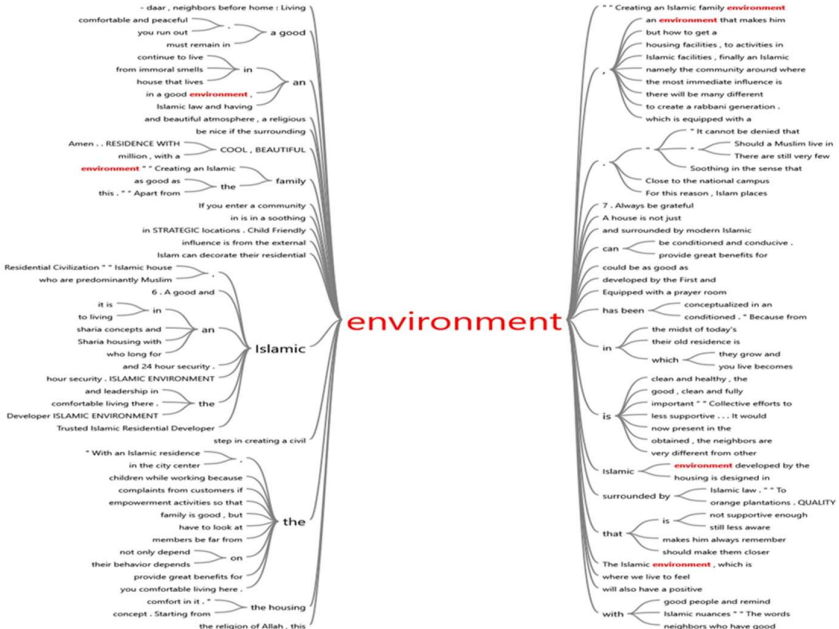 - daar , neighbors before home : Living
comfortable and peaceful
you run out
.
must remain in
a good
continue to live
from immoral smells
house that lives
in
in a good environment ,
Islamic law and having
an
and beautiful atmosphere , a religious
be nice if the surrounding
Amen . . RESIDENCE WITH
million , with a
COOL , BEAUTIFUL
environment " " Creating an Islamic
as good as
this . " " Apart from
the
family
If you enter a community
in is in a soothing
in STRATEGIC locations . Child Friendly
influence is from the external
Islam can decorate their residential
Residential Civilization " " Islamic house
who are predominantly Muslim
.
6 . A good and
it is
to living
in
sharia concepts and
Sharia housing with
who long for
an
and 24 hour security .
hour security . ISLAMIC ENVIRONMENT
and leadership in
comfortable living there .
Developer ISLAMIC ENVIRONMENT
the
Trusted Islamic Residential Developer
Islamic
step in creating a civil
" With an Islamic residence
in the city center
children while working because
complaints from customers if
empowerment activities so that
family is good , but
have to look at
members be far from
not only depend
their behavior depends
on
provide great benefits for
you comfortable living here .
the
comfort in it . "
concept . Starting from
the housing
the religion of Allah , this
environment
" " Creating an Islamic family environment
,
an environment that makes him
but how to get a
housing facilities , to activities in
Islamic facilities , finally an Islamic
namely the community around where
the most immediate influence is
there will be many different
to create a rabbani generation .
which is equipped with a
.
" It cannot be denied that
Should a Muslim live in
There are still very few
Soothing in the sense that
Close to the national campus
For this reason , Islam places
7 . Always be grateful
A house is not just
and surrounded by modern Islamic
can
be conditioned and conducive .
provide great benefits for
could be as good as
developed by the First and
Equipped with a prayer room
has been
conceptualized in an
conditioned . " Because from
in
the midst of today's
their old residence is
which
they grow and
you live becomes
is
clean and healthy , the
good , clean and fully
important " " Collective efforts to
less supportive . . . It would
now present in the
obtained , the neighbors are
very different from other
Islamic
environment developed by the
housing is designed in
surrounded by
Islamic law . " " To
orange plantations . QUALITY
that
is
not supportive enough
still less aware
makes him always remember
should make them closer
The Islamic environment , which is
where we live to feel
will also have a positive
with
good people and remind
Islamic nuances " " The words
neighbors who have good